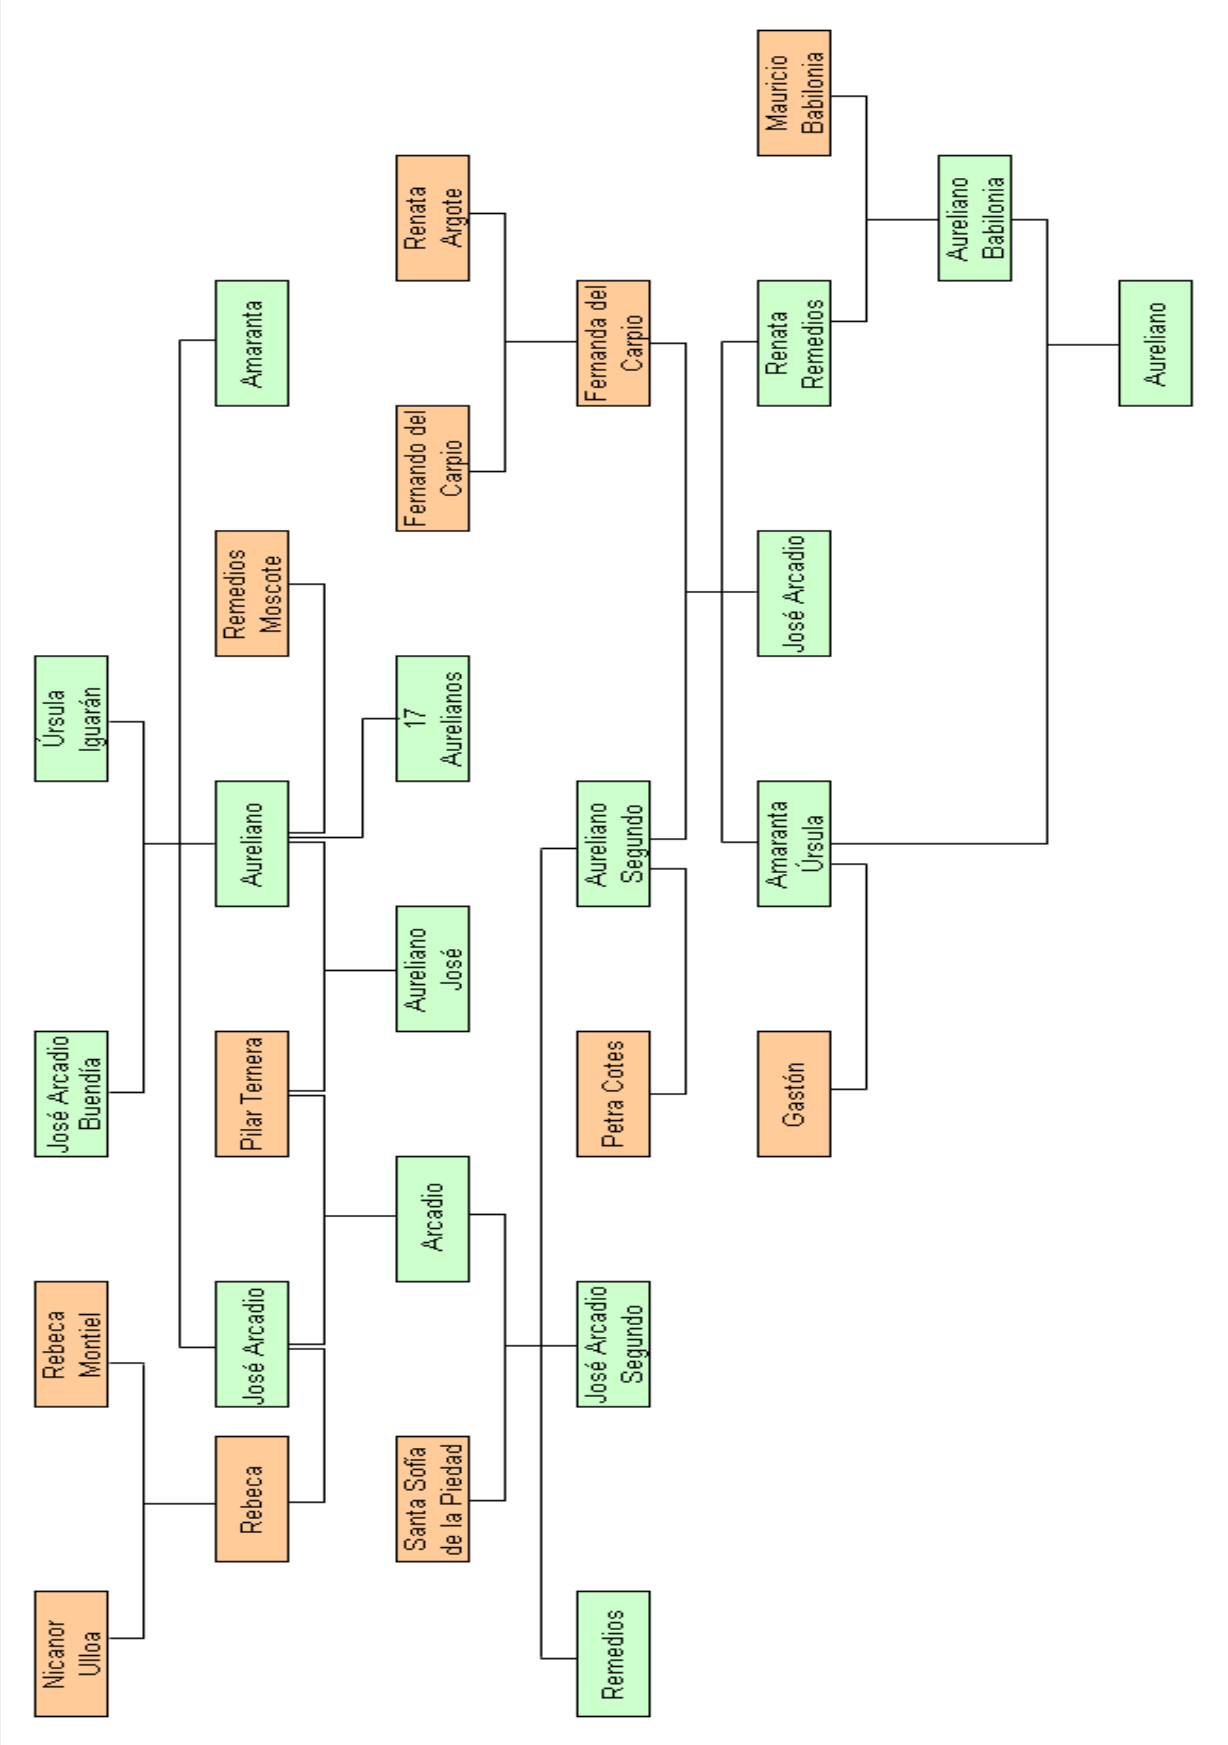 Nicanor
Ulloa
Rebeca
Montiel
José Arcadio
Buendía
Úrsula
Iguarán
Rebeca
José Arcadio
Pilar Ternera
Aureliano
Remedios
Moscote
Amaranta
Santa Sofía
de la Piedad
Arcadio
Aureliano
José
17
Aurelianos
Fernando del
Carpio
Renata
Argote
Remedios
José Arcadio
Segundo
Petra Cotes
Aureliano
Segundo
Fernanda del
Carpio
Gastón
Amaranta
Úrsula
José Arcadio
Renata
Remedios
Mauricio
Babilonia
Aureliano
Babilonia
Aureliano